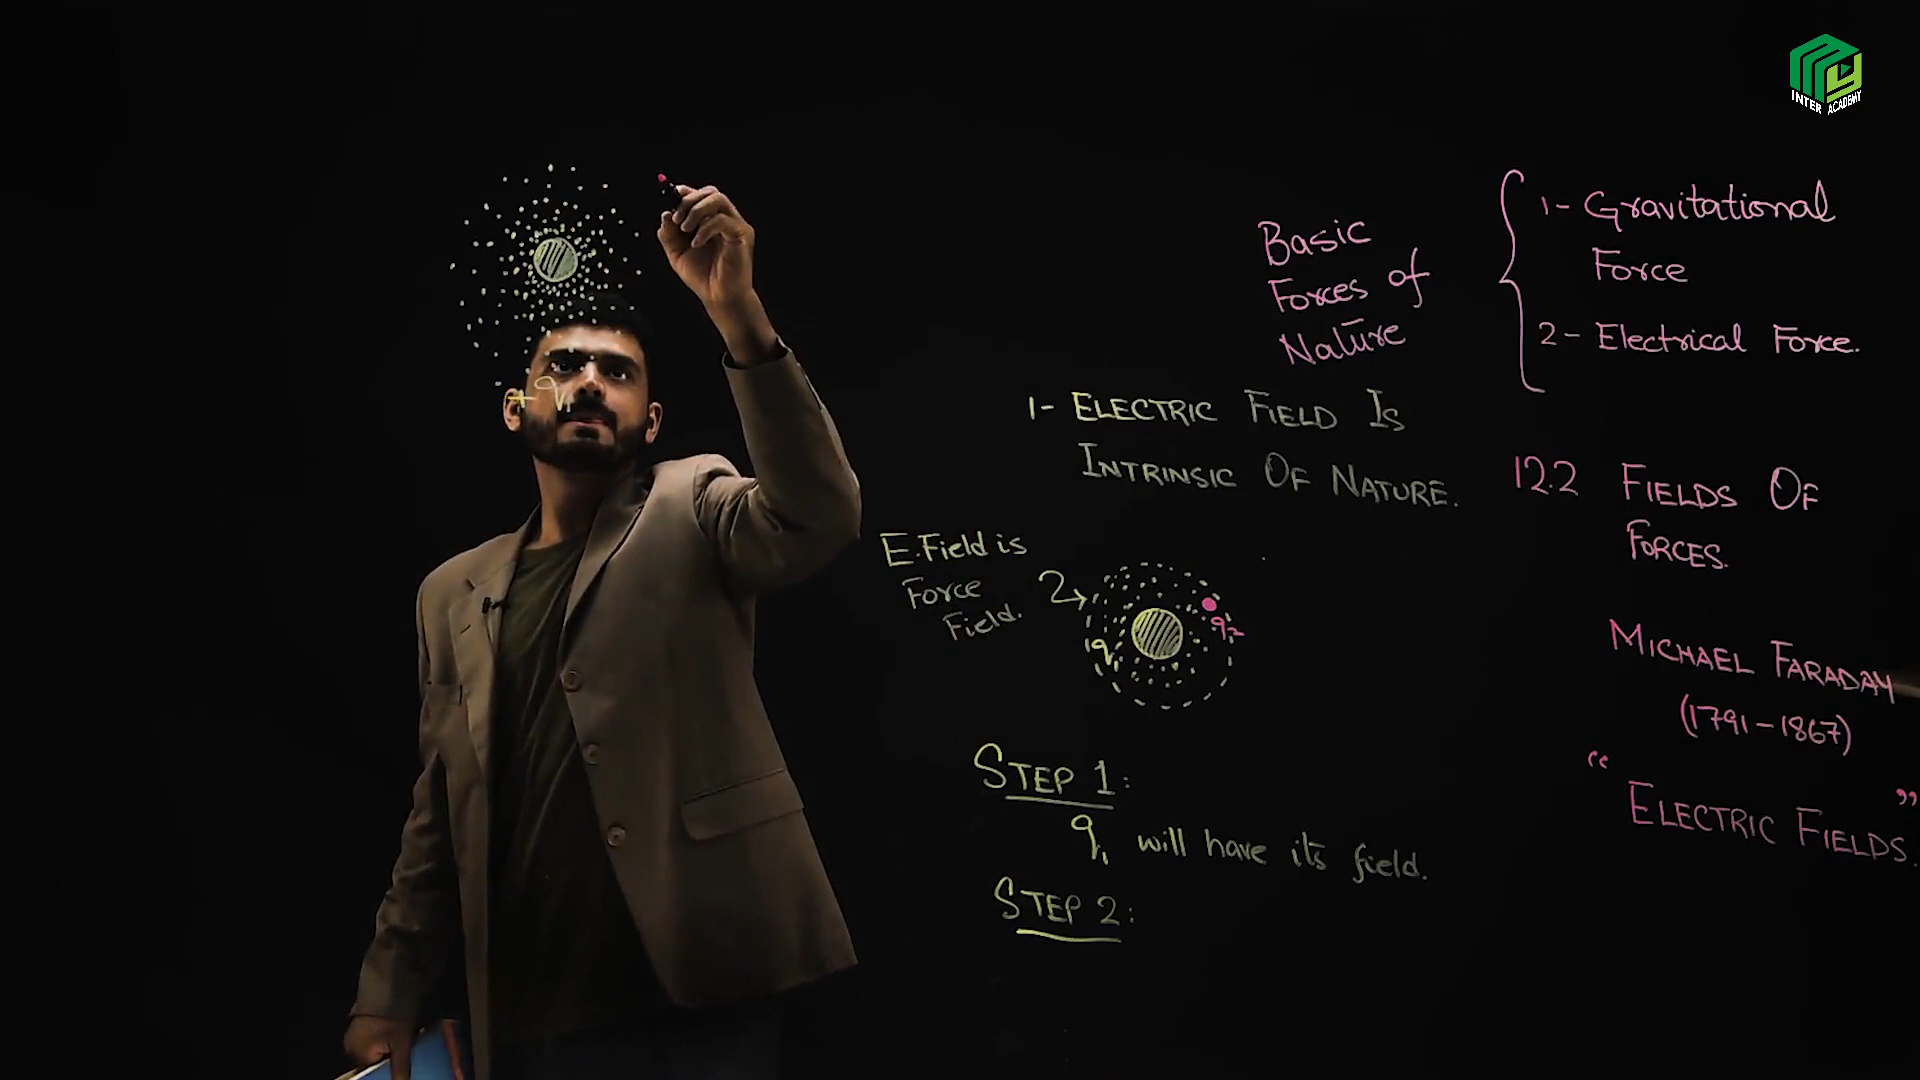 INTER ACADEMY
Basic
Forces of
Nature
1- Gravitational
Force
2- Electrical Force.
1- ELECTRIC FIELD IS
INTRINSIC OF NATURE.
12.2 FIELDS OF
FORCES.
E.Field is
Force
Field.
2
q1
q2
+q1
MICHAEL FARADAY
(1791-1867)
“ELECTRIC FIELDS.”
STEP 1:
q1 will have its field.
STEP 2: